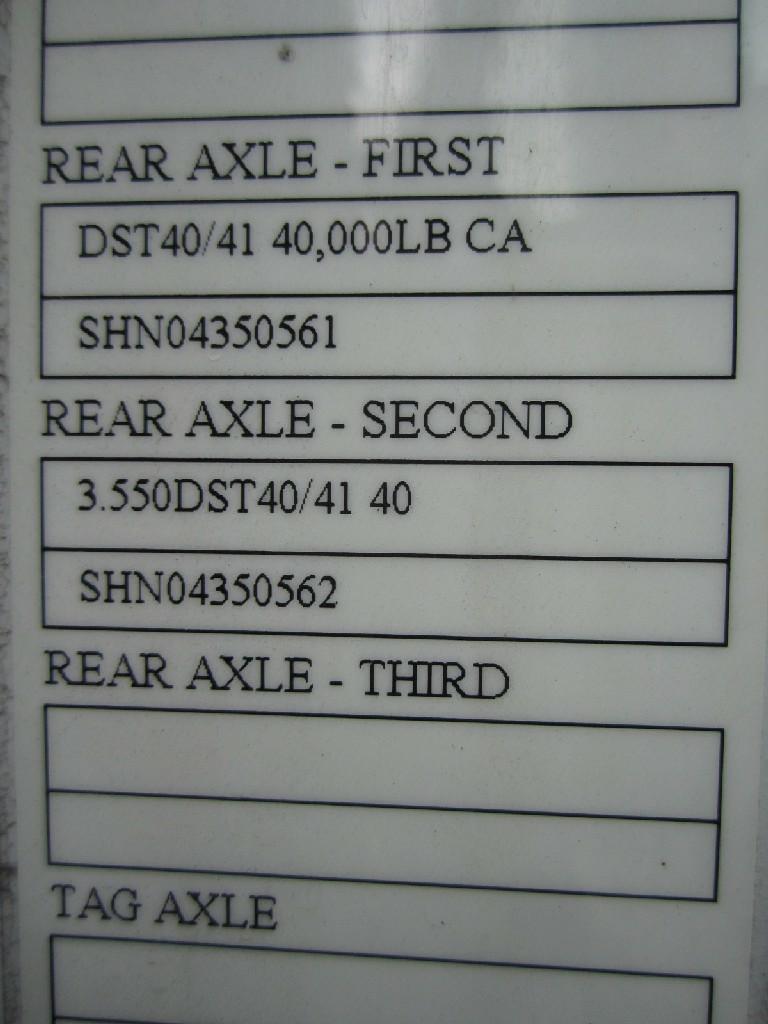 REAR AXLE - FIRST
DST40/41 40,000LB CA
SHN04350561
REAR AXLE - SECOND
3.550DST40/41 40
SHN04350562
REAR AXLE - THIRD
TAG AXLE